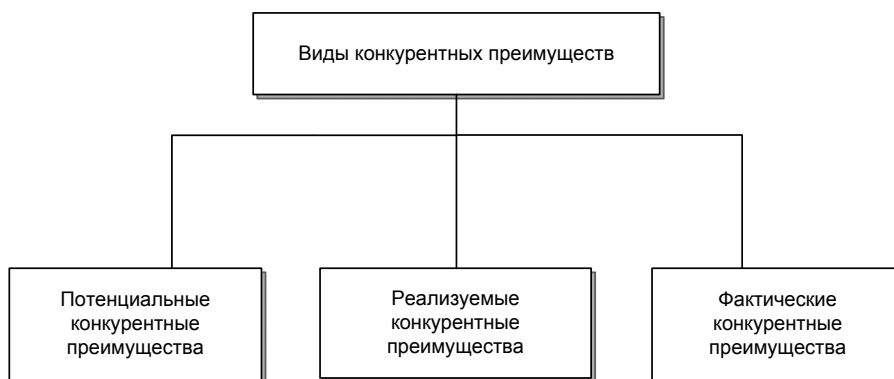 Виды конкурентных преимуществ
Потенциальные
конкурентные
преимущества
Реализуемые
конкурентные
преимущества
Фактические
конкурентные
преимущества